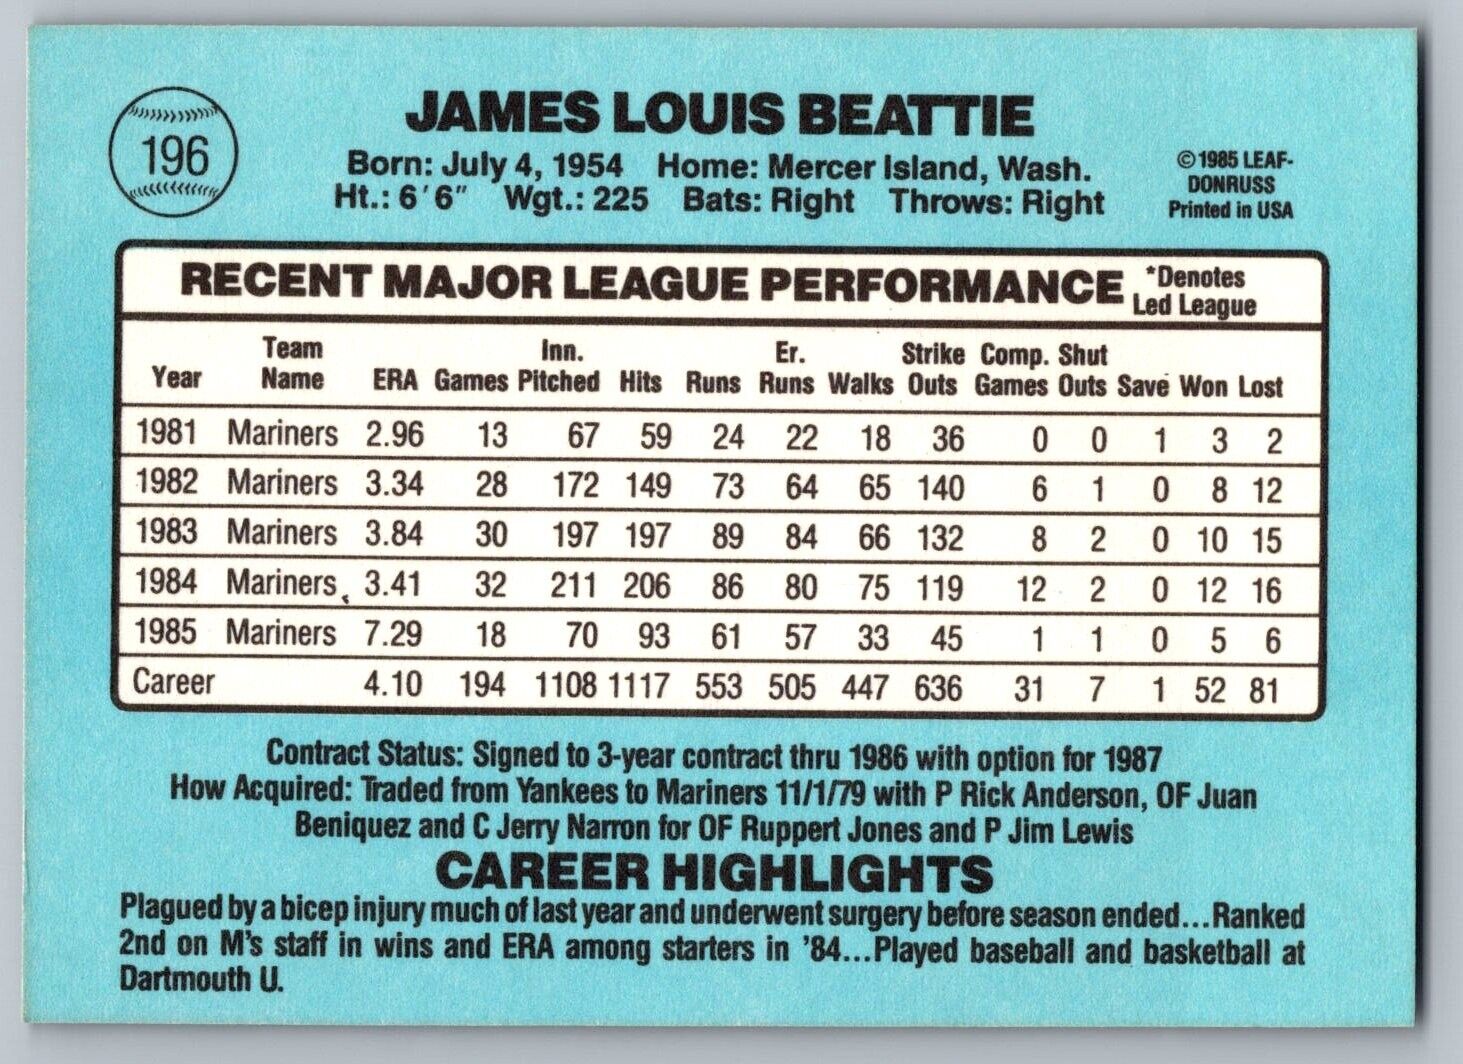 196
JAMES LOUIS BEATTIE
Born: July 4, 1954 Home: Mercer Island, Wash.
Ht.: 6'6" Wgt.: 225 Bats: Right Throws: Right
©1985 LEAF-
DONRUSS
Printed in USA
RECENT MAJOR LEAGUE PERFORMANCE *Denotes
Led League
Team Inn. Er. Strike Comp. Shut
Year Name ERA Games Pitched Hits Runs Runs Walks Outs Games Outs Save Won Lost
1981 Mariners 2.96 13 67 59 24 22 18 36 0 0 1 3 2
1982 Mariners 3.34 28 172 149 73 64 65 140 6 1 0 8 12
1983 Mariners 3.84 30 197 197 89 84 66 132 8 2 0 10 15
1984 Mariners 3.41 32 211 206 86 80 75 119 12 2 0 12 16
1985 Mariners 7.29 18 70 93 61 57 33 45 1 1 0 5 6
Career 4.10 194 1108 1117 553 505 447 636 31 7 1 52 81
Contract Status: Signed to 3-year contract thru 1986 with option for 1987
How Acquired: Traded from Yankees to Mariners 11/1/79 with P Rick Anderson, OF Juan
Beniquez and C Jerry Narron for OF Ruppert Jones and P Jim Lewis
CAREER HIGHLIGHTS
Plagued by a bicep injury much of last year and underwent surgery before season ended...Ranked
2nd on M's staff in wins and ERA among starters in '84...Played baseball and basketball at
Dartmouth U.